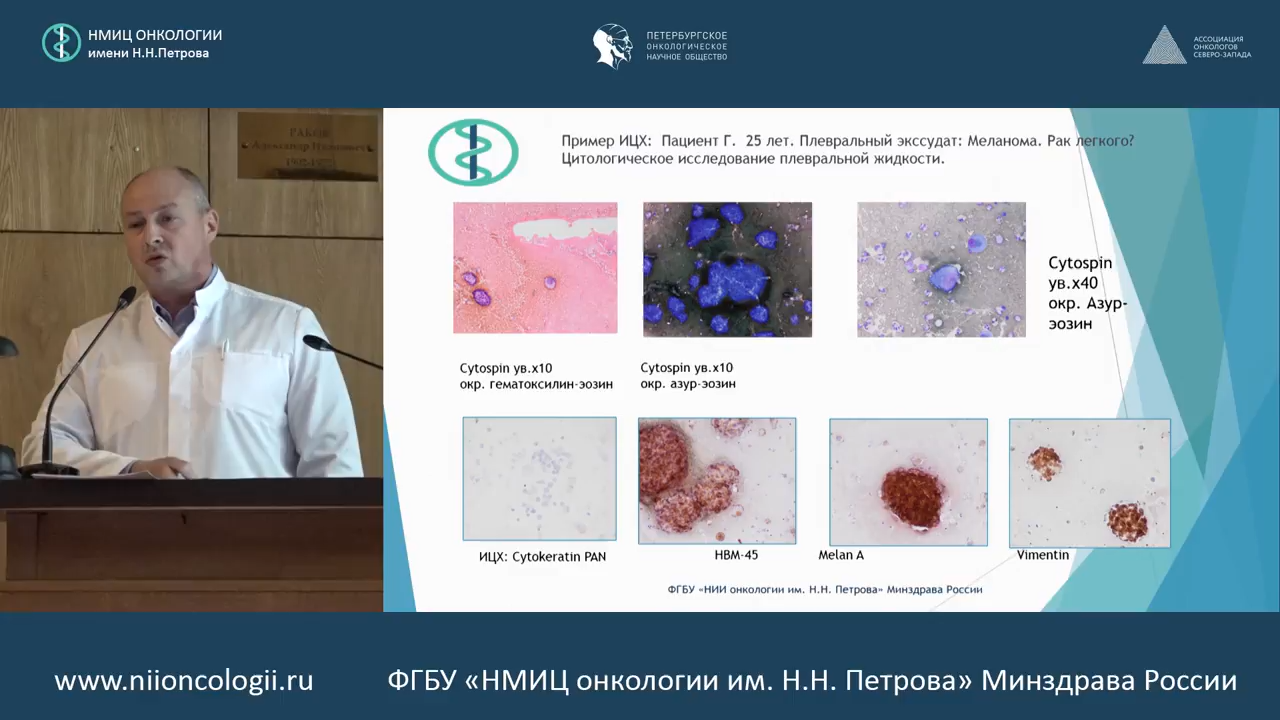 НМИЦ ОНКОЛОГИИ
имени Н.Н.Петрова
ПЕТЕРБУРГСКОЕ
ОНКОЛОГИЧЕСКОЕ
НАУЧНОЕ ОБЩЕСТВО
АССОЦИАЦИЯ
ОНКОЛОГОВ
СЕВЕРО-ЗАПАДА
РАКОВ
Пример ИЦХ: Пациент Г. 25 лет. Плевральный экссудат: Меланома. Рак легкого?
Цитологическое исследование плевральной жидкости.
Cytospin
ув.х40
окр. Азур-
эозин
Cytospin ув.х10
окр. гематоксилин-эозин
Cytospin ув.х10
окр. азур-эозин
ИЦХ: Cytokeratin PAN
HBM-45
Melan A
Vimentin
ФГБУ «НИИ онкологии им. Н.Н. Петрова» Минздрава России
www.niioncologii.ru
ФГБУ «НМИЦ онкологии им. Н.Н. Петрова» Минздрава России